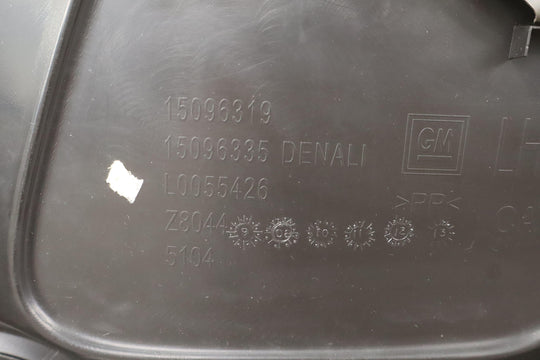 15096319
15096335 DENALI
L0055426
Z8044
5104
GM
>PP<
LH